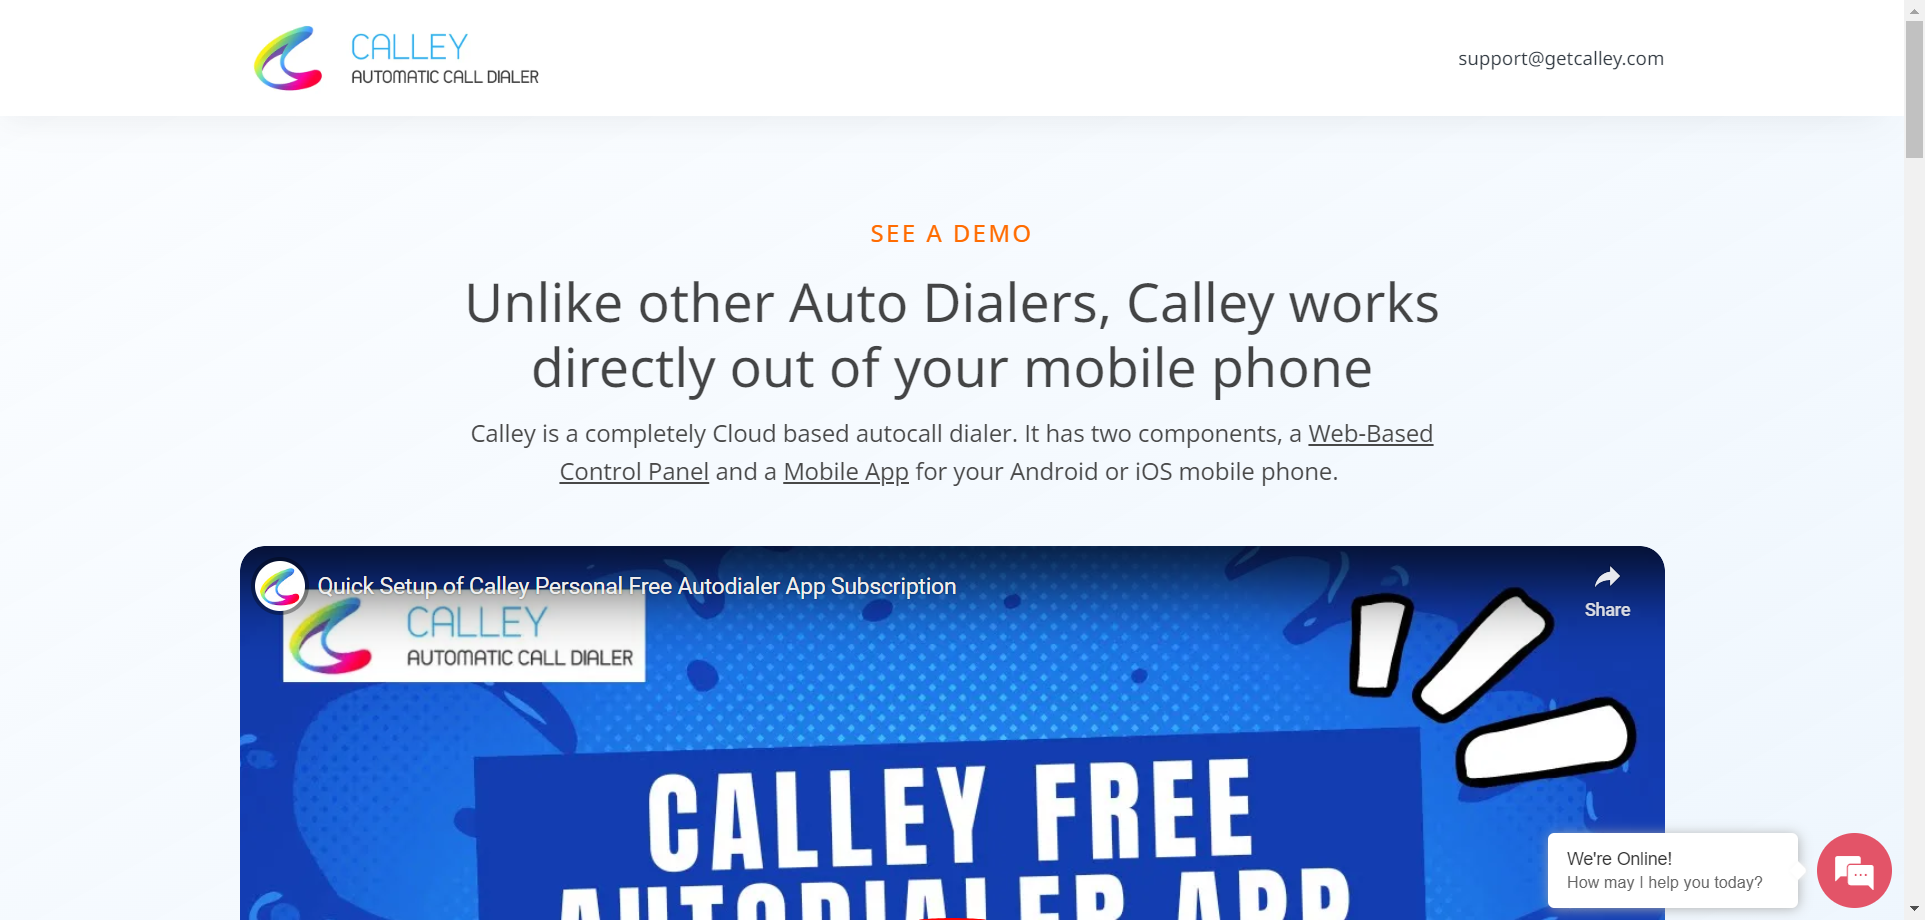 CALLEY
AUTOMATIC CALL DIALER
support@getcalley.com
SEE A DEMO
Unlike other Auto Dialers, Calley works
directly out of your mobile phone
Calley is a completely Cloud based autocall dialer. It has two components, a Web-Based
Control Panel and a Mobile App for your Android or iOS mobile phone.
Quick Setup of Calley Personal Free Autodialer App Subscription
Share
CALLEY
AUTOMATIC CALL DIALER
CALLEY FREE
AUTODIALER APP
We're Online!
How may I help you today?